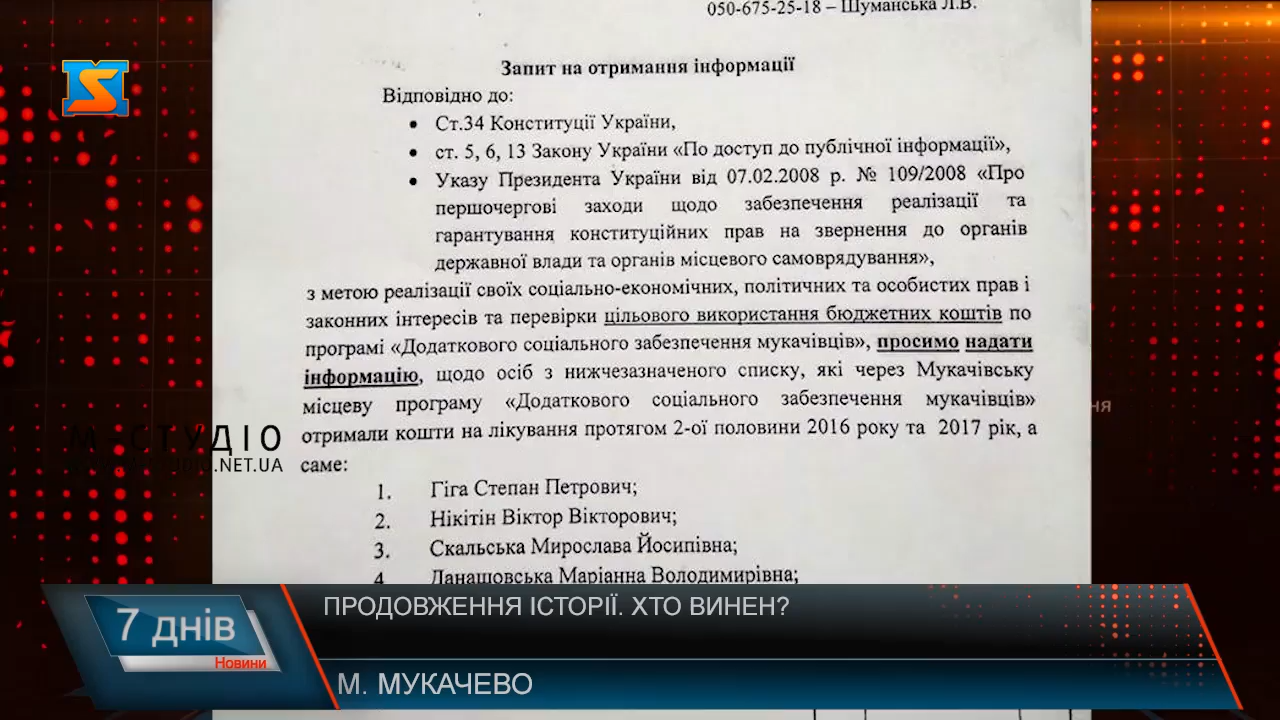 050-675-25-18 – Шуманська Л.В.
Запит на отримання інформації
Відповідно до:
• Ст.34 Конституції України,
• ст. 5, 6, 13 Закону України «По доступ до публічної інформації»,
• Указу Президента України від 07.02.2008 р. № 109/2008 «Про
першочергові заходи щодо забезпечення реалізації та
гарантування конституційних прав на звернення до органів
державної влади та органів місцевого самоврядування»,
з метою реалізації своїх соціально-економічних, політичних та особистих прав і
законних інтересів та перевірки цільового використання бюджетних коштів по
програмі «Додаткового соціального забезпечення мукачівців», просимо надати
інформацію, щодо осіб з нижчезазначеного списку, які через Мукачівську
місцеву програму «Додаткового соціального забезпечення мукачівців»
отримали кошти на лікування протягом 2-ої половини 2016 року та 2017 рік, а
саме:
1. Гіга Степан Петрович;
2. Нікітін Віктор Вікторович;
3. Скальська Мирослава Йосипівна;
4. Данашовська Маріанна Володимирівна;
М-СТУДІО
M-STUDIO.NET.UA
7 днів
Новини
ПРОДОВЖЕННЯ ІСТОРІЇ. ХТО ВИНЕН?
М. МУКАЧЕВО